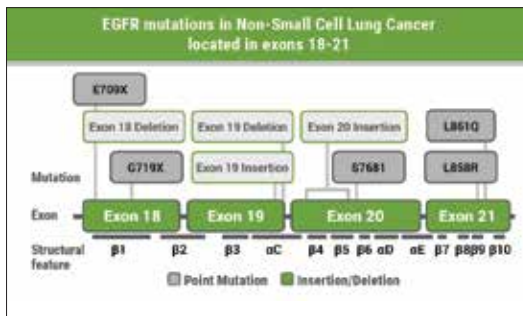 EGFR mutations in Non-Small Cell Lung Cancer
located in exons 18-21
E709X
Exon 18 Deletion
Exon 19 Deletion
Exon 20 Insertion
L861Q
Mutation
G719X
Exon 19 Insertion
S768I
L858R
Exon
Exon 18
Exon 19
Exon 20
Exon 21
Structural
feature
β1
β2
β3
αC
β4
β5
β6
αD
αE
β7
β8
β9
β10
Point Mutation
Insertion/Deletion